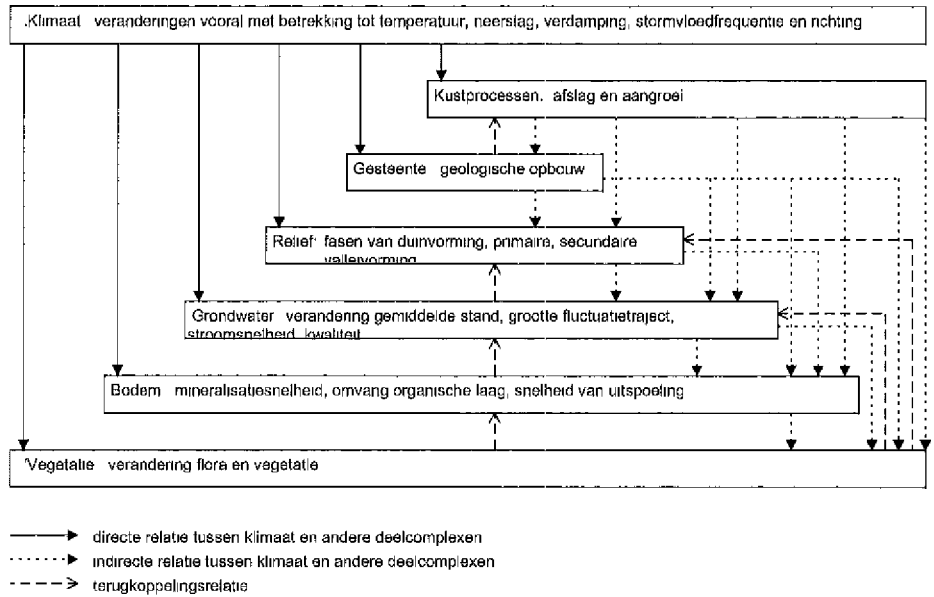 .Klimaat veranderingen vooral met betrekking tot temperatuur, neerslag, verdamping, stormvloedfrequentie en richting
Kustprocessen. afslag en aangroei
Gesteente geologische opbouw
Relief' fasen van duinvorming, primaire, secundaire
valleivorming
Grondwater verandering gemiddelde stand, grootte fluctuatietraject,
stroomsnelheid, kwaliteit
Bodem mineralisatiesnelheid, omvang organische laag, snelheid van uitspoeling
'Vegetatie verandering flora en vegetatie
directe relatie tussen klimaat en andere deelcomplexen
indirecte relatie tussen klimaat en andere deelcomplexen
terugkoppelingsrelatie